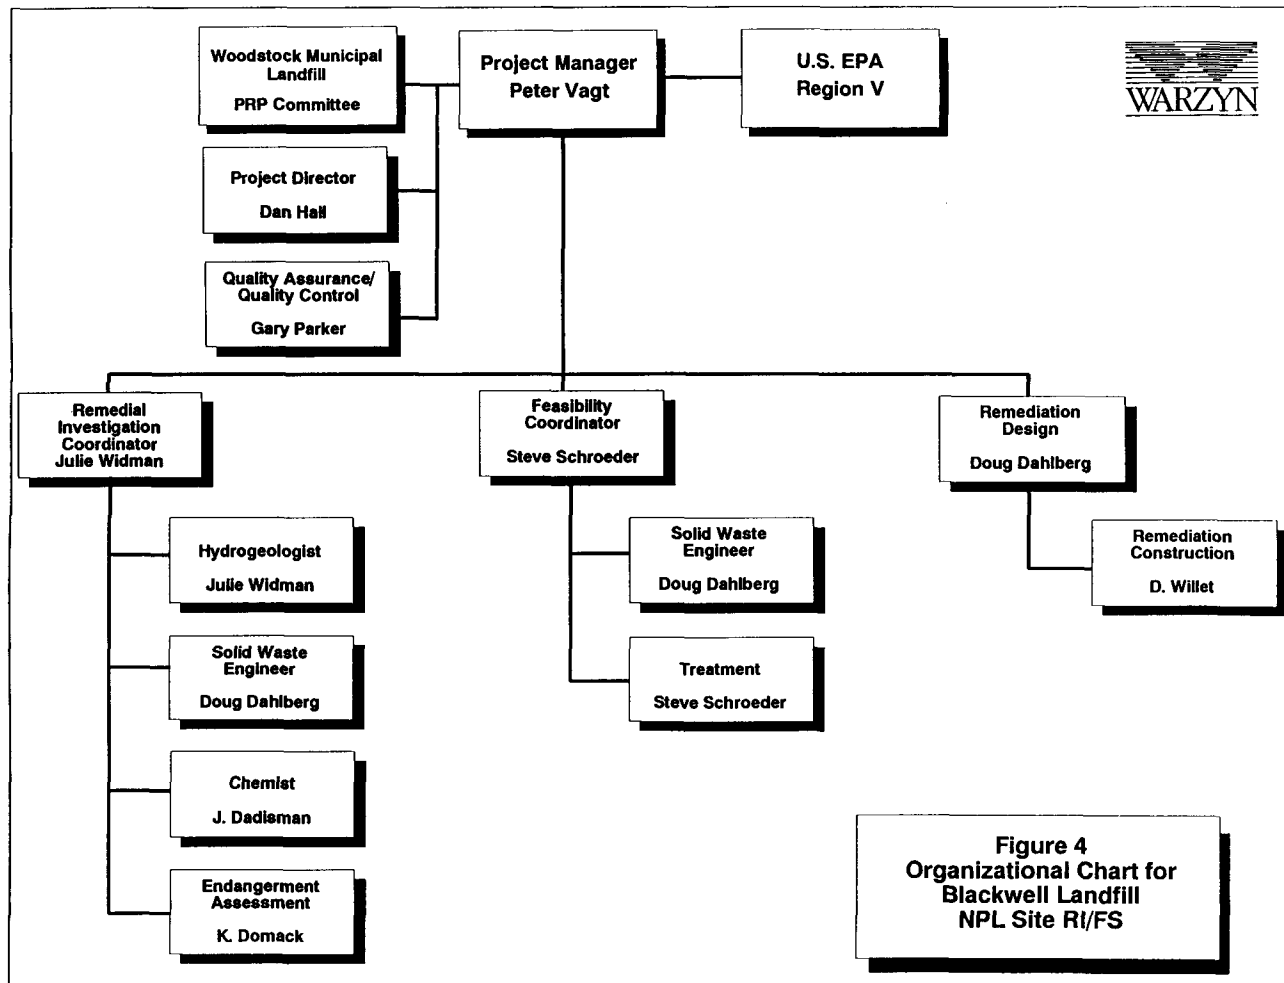 Woodstock Municipal
Landfill
PRP Committee
Project Manager
Peter Vagt
U.S. EPA
Region V
WARZYN
Project Director
Dan Hall
Quality Assurance/
Quality Control
Gary Parker
Remedial
Investigation
Coordinator
Julie Widman
Feasibility
Coordinator
Steve Schroeder
Remediation
Design
Doug Dahlberg
Hydrogeologist
Julie Widman
Solid Waste
Engineer
Doug Dahlberg
Chemist
J. Dadisman
Endangerment
Assessment
K. Domack
Solid Waste
Engineer
Doug Dahlberg
Treatment
Steve Schroeder
Remediation
Construction
D. Willet
Figure 4
Organizational Chart for
Blackwell Landfill
NPL Site RI/FS